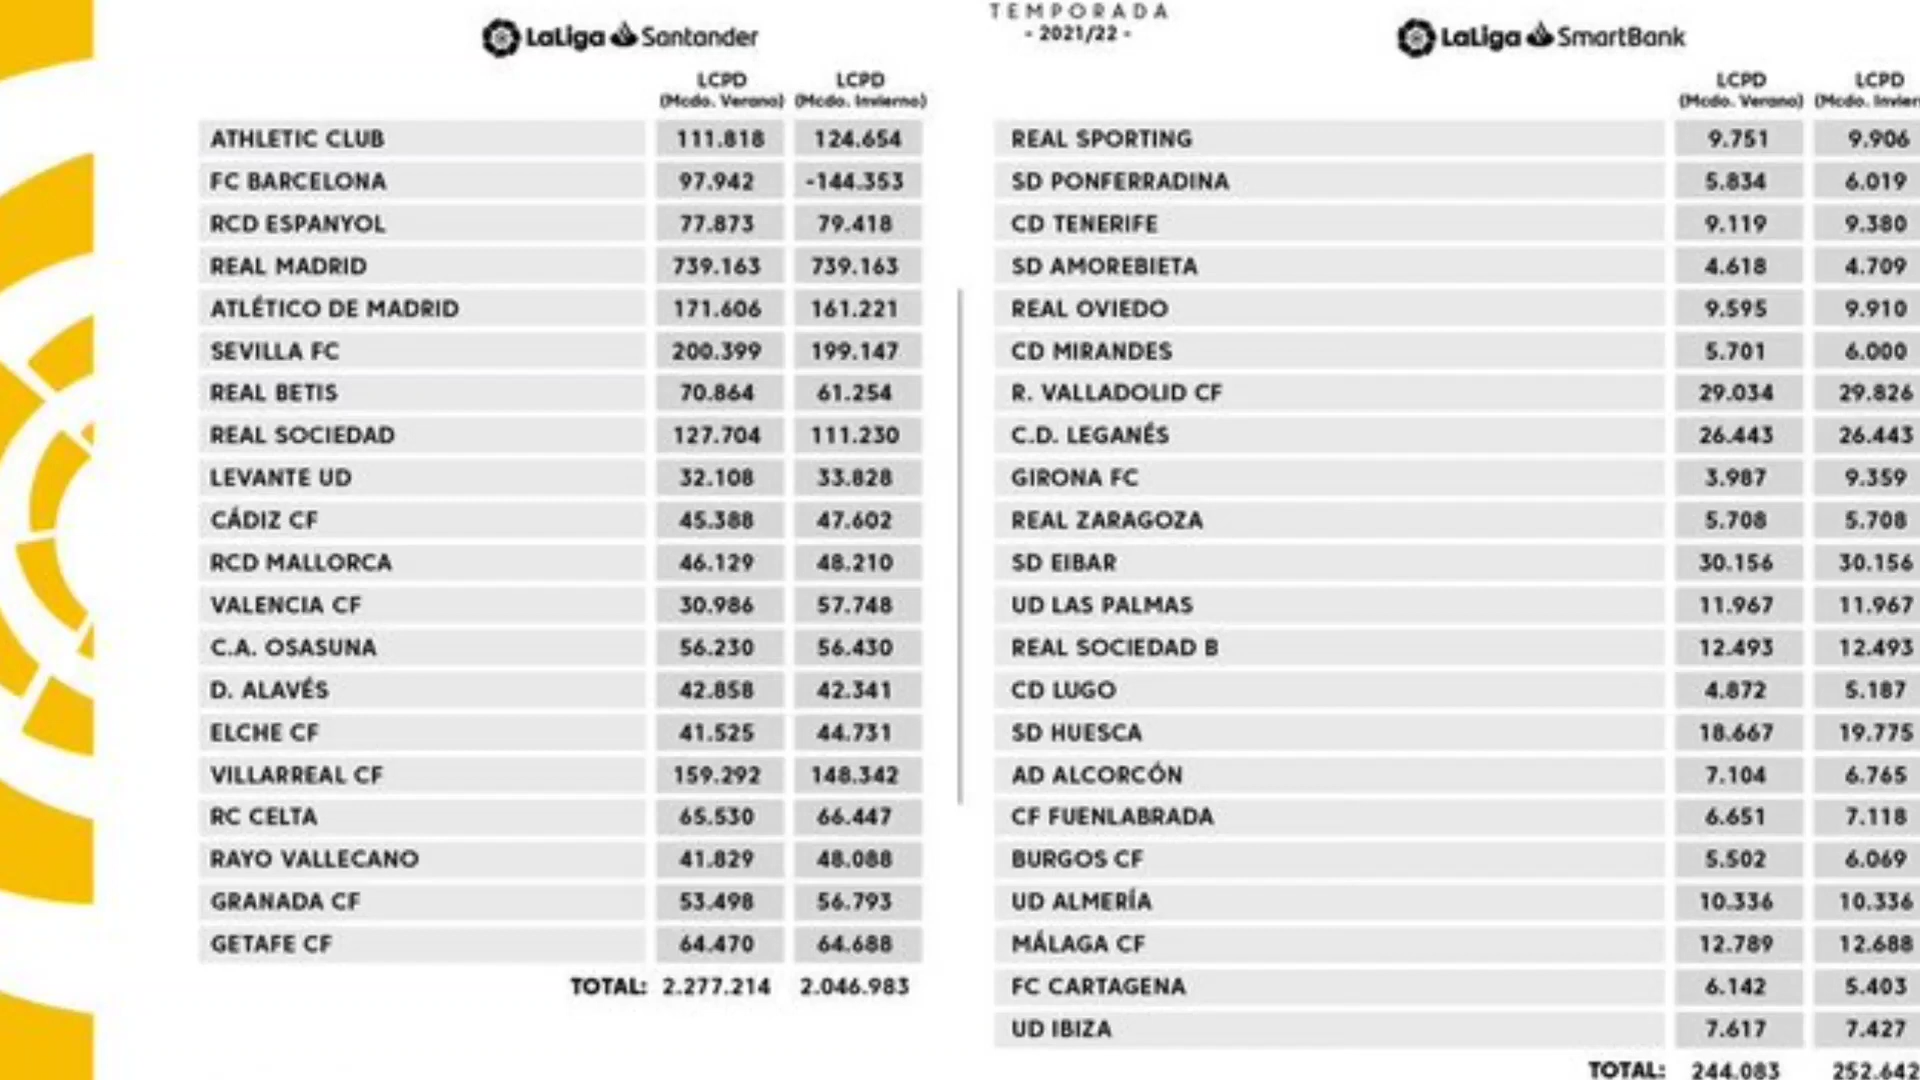 TEMPORADA
- 2021/22 -
LaLiga Santander
LCPD LCPD
(Mcdo. Verano) (Mcdo. Invierno)
ATHLETIC CLUB 111.818 124.654
FC BARCELONA 97.942 -144.353
RCD ESPANYOL 77.873 79.418
REAL MADRID 739.163 739.163
ATLÉTICO DE MADRID 171.606 161.221
SEVILLA FC 200.399 199.147
REAL BETIS 70.864 61.254
REAL SOCIEDAD 127.704 111.230
LEVANTE UD 32.108 33.828
CÁDIZ CF 45.388 47.602
RCD MALLORCA 46.129 48.210
VALENCIA CF 30.986 57.748
C.A. OSASUNA 56.230 56.430
D. ALAVÉS 42.858 42.341
ELCHE CF 41.525 44.731
VILLARREAL CF 159.292 148.342
RC CELTA 65.530 66.447
RAYO VALLECANO 41.829 48.088
GRANADA CF 53.498 56.793
GETAFE CF 64.470 64.688
TOTAL: 2.277.214 2.046.983
LaLiga SmartBank
LCPD LCPD
(Mcdo. Verano) (Mcdo. Invier
REAL SPORTING 9.751 9.906
SD PONFERRADINA 5.834 6.019
CD TENERIFE 9.119 9.380
SD AMOREBIETA 4.618 4.709
REAL OVIEDO 9.595 9.910
CD MIRANDES 5.701 6.000
R. VALLADOLID CF 29.034 29.826
C.D. LEGANÉS 26.443 26.443
GIRONA FC 3.987 9.359
REAL ZARAGOZA 5.708 5.708
SD EIBAR 30.156 30.156
UD LAS PALMAS 11.967 11.967
REAL SOCIEDAD B 12.493 12.493
CD LUGO 4.872 5.187
SD HUESCA 18.667 19.775
AD ALCORCÓN 7.104 6.765
CF FUENLABRADA 6.651 7.118
BURGOS CF 5.502 6.069
UD ALMERÍA 10.336 10.336
MÁLAGA CF 12.789 12.688
FC CARTAGENA 6.142 5.403
UD IBIZA 7.617 7.427
TOTAL: 244.083 252.642